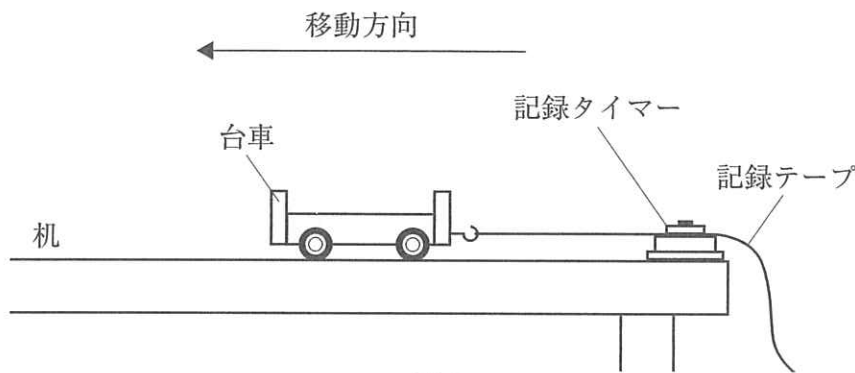 移動方向
記録タイマー
台車
記録テープ
机